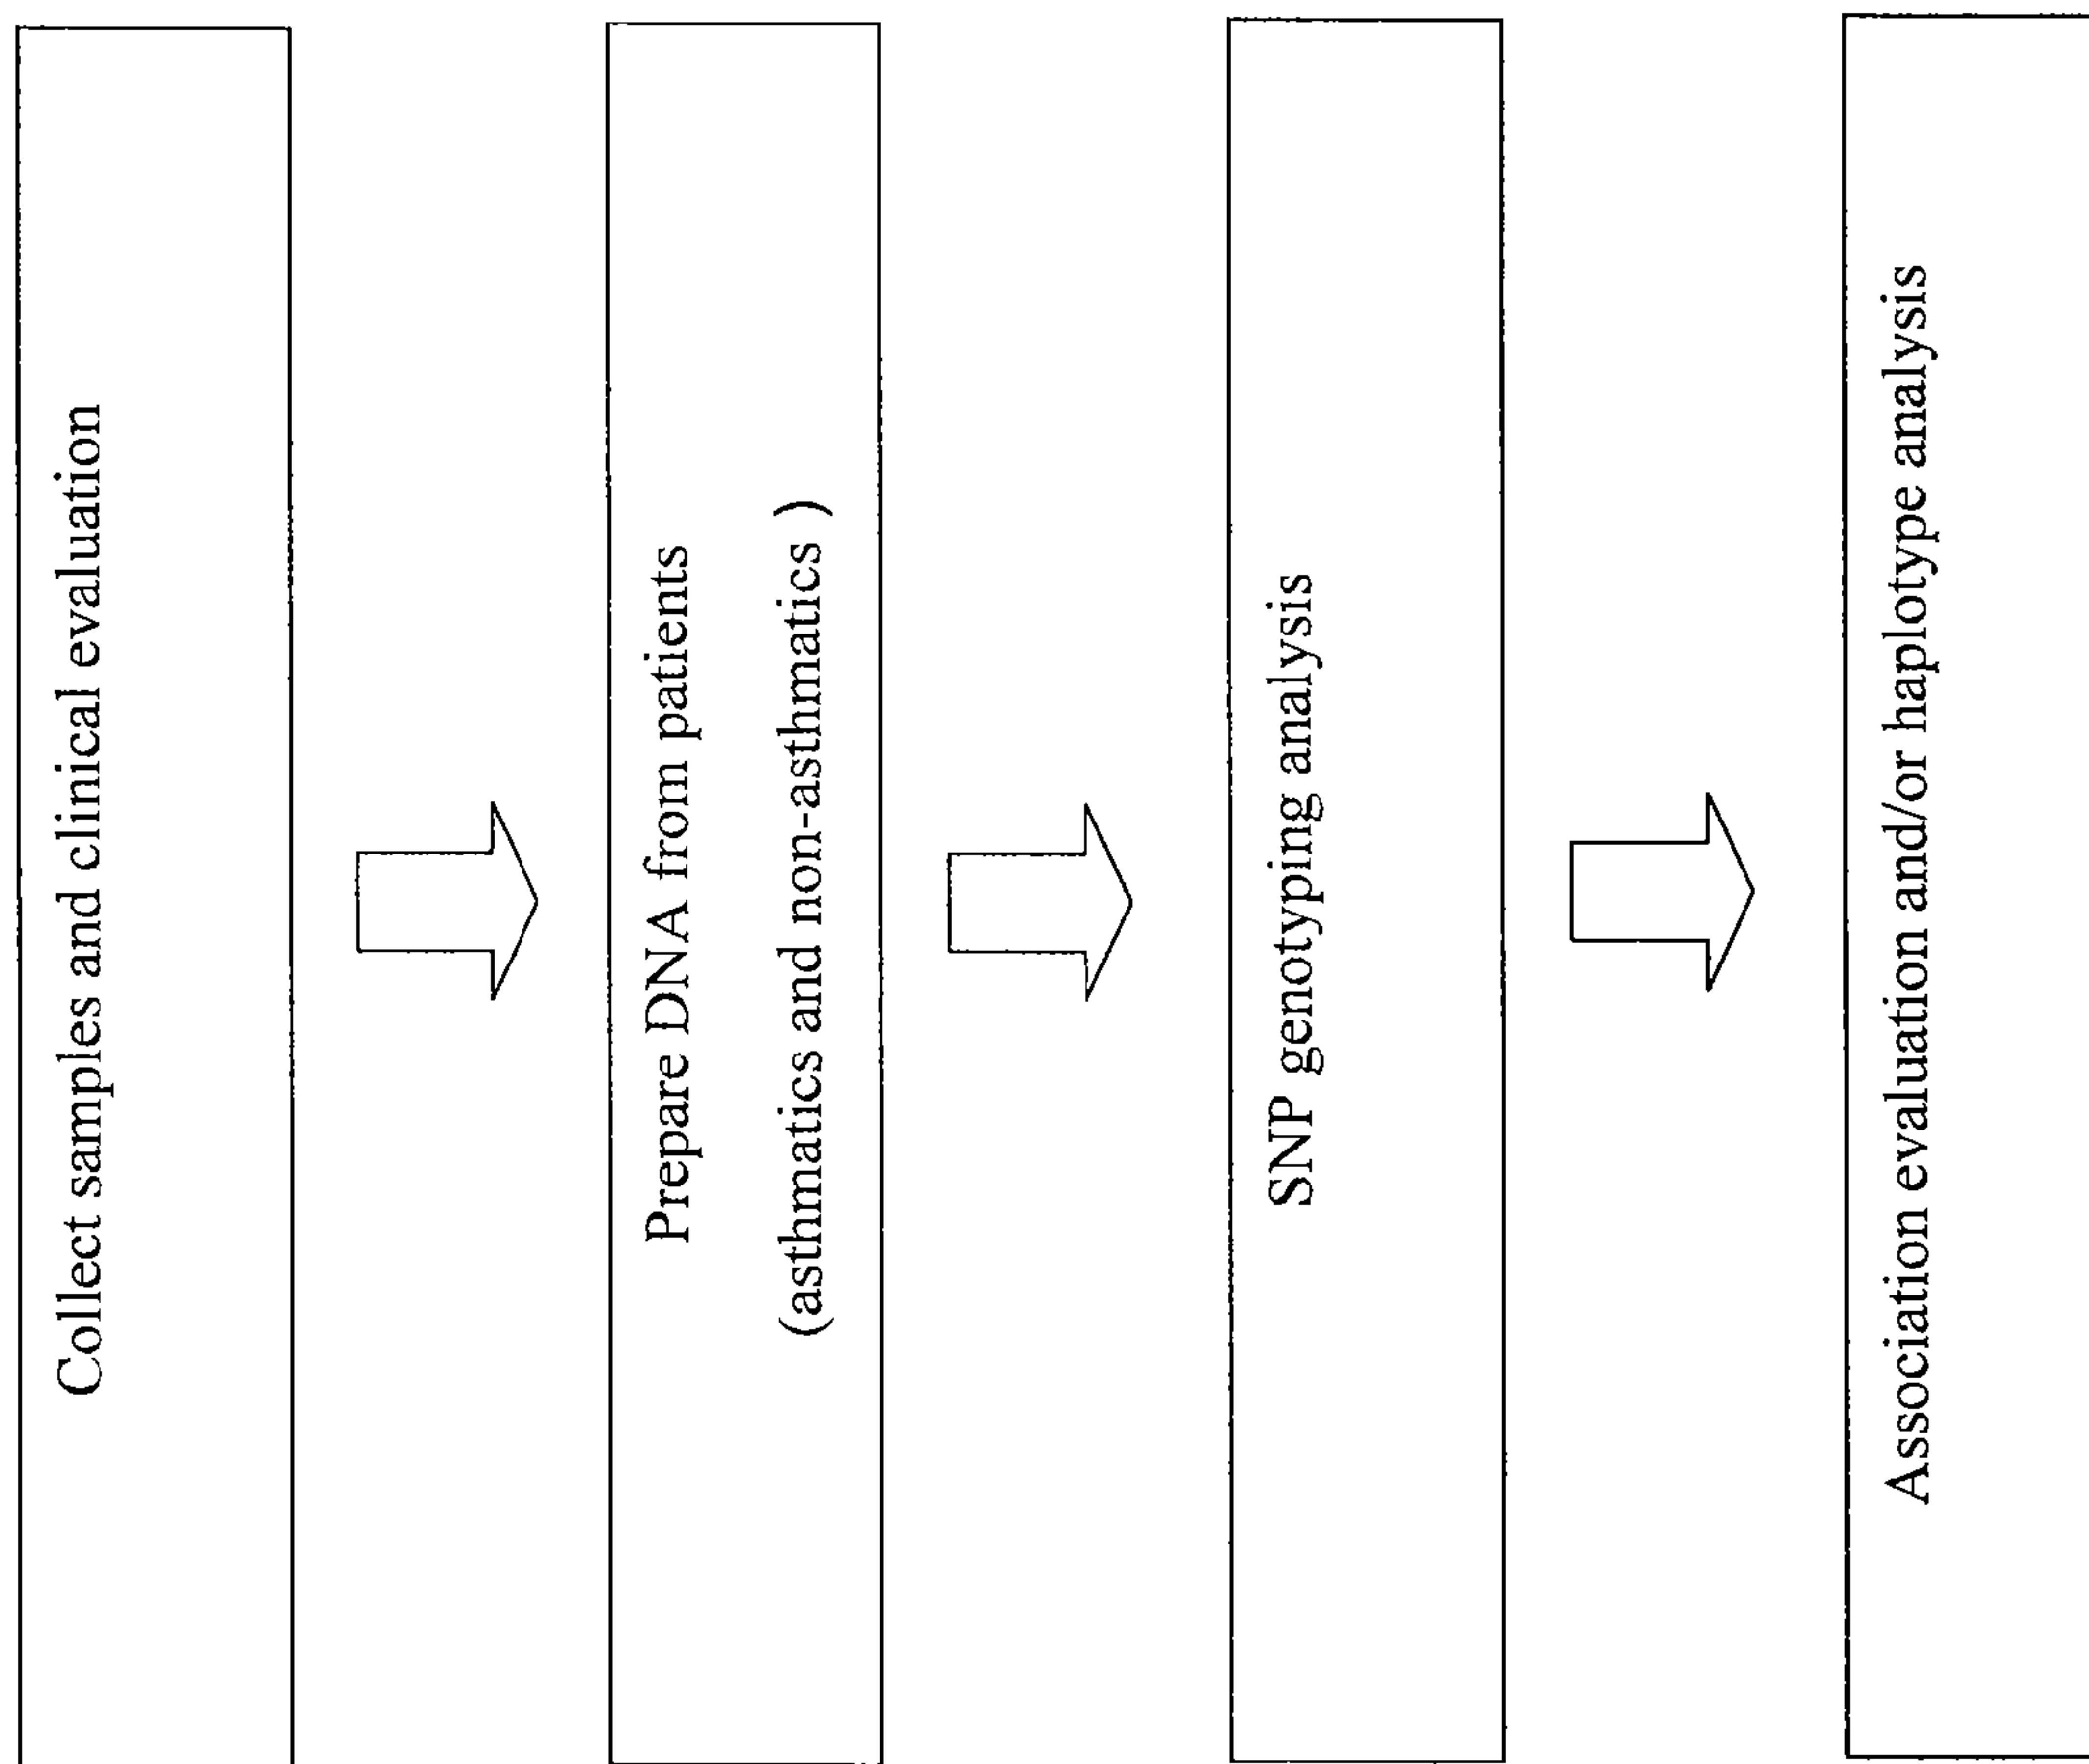 Collect samples and clinical evaluation
Prepare DNA from patients
(asthmatics and non-asthmatics )
SNP genotyping analysis
Association evaluation and/or haplotype analysis